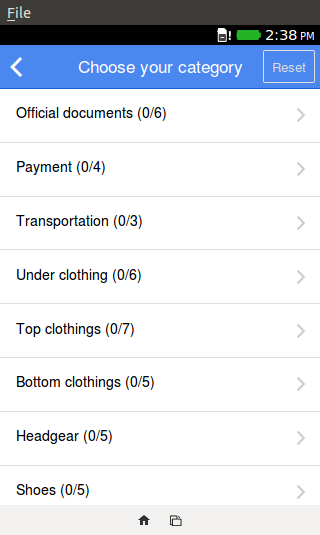 File
2:38 PM
Choose your category
Reset
Official documents (0/6)
Payment (0/4)
Transportation (0/3)
Under clothing (0/6)
Top clothings (0/7)
Bottom clothings (0/5)
Headgear (0/5)
Shoes (0/5)